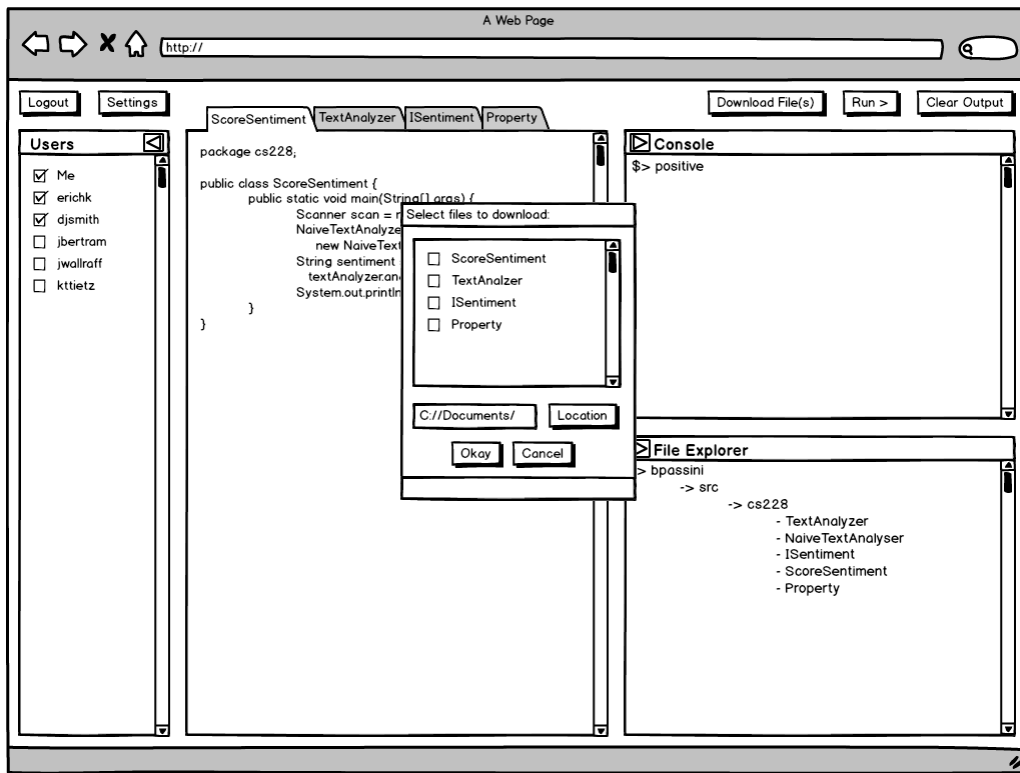 A Web Page
http://
Logout
Settings
Download File(s)
Run >
Clear Output
Users
Me
erichk
djsmith
jbertram
jwallraff
kttietz
ScoreSentiment
TextAnalyzer
ISentiment
Property
package cs228;
public class ScoreSentiment {
public static void main(String[] args) {
Scanner scan =
NaiveTextAnalyze
new NaiveText
String sentiment
textAnalyzer.an
System.out.println
}
}
Select files to download:
ScoreSentiment
TextAnalzer
ISentiment
Property
C://Documents/
Location
Okay
Cancel
Console
$> positive
File Explorer
> bpassini
-> src
-> cs228
- TextAnalyzer
- NaiveTextAnalyser
- ISentiment
- ScoreSentiment
- Property